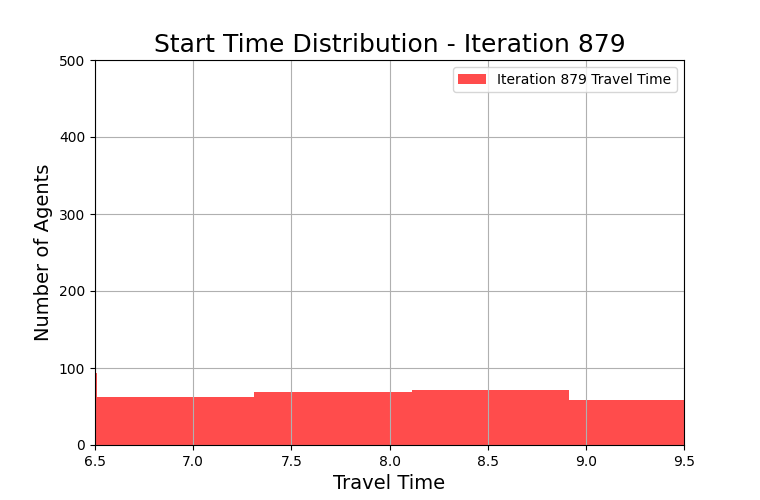 Start Time Distribution - Iteration 879
Iteration 879 Travel Time
500
400
300
200
100
0
Number of Agents
6.5 7.0 7.5 8.0 8.5 9.0 9.5
Travel Time